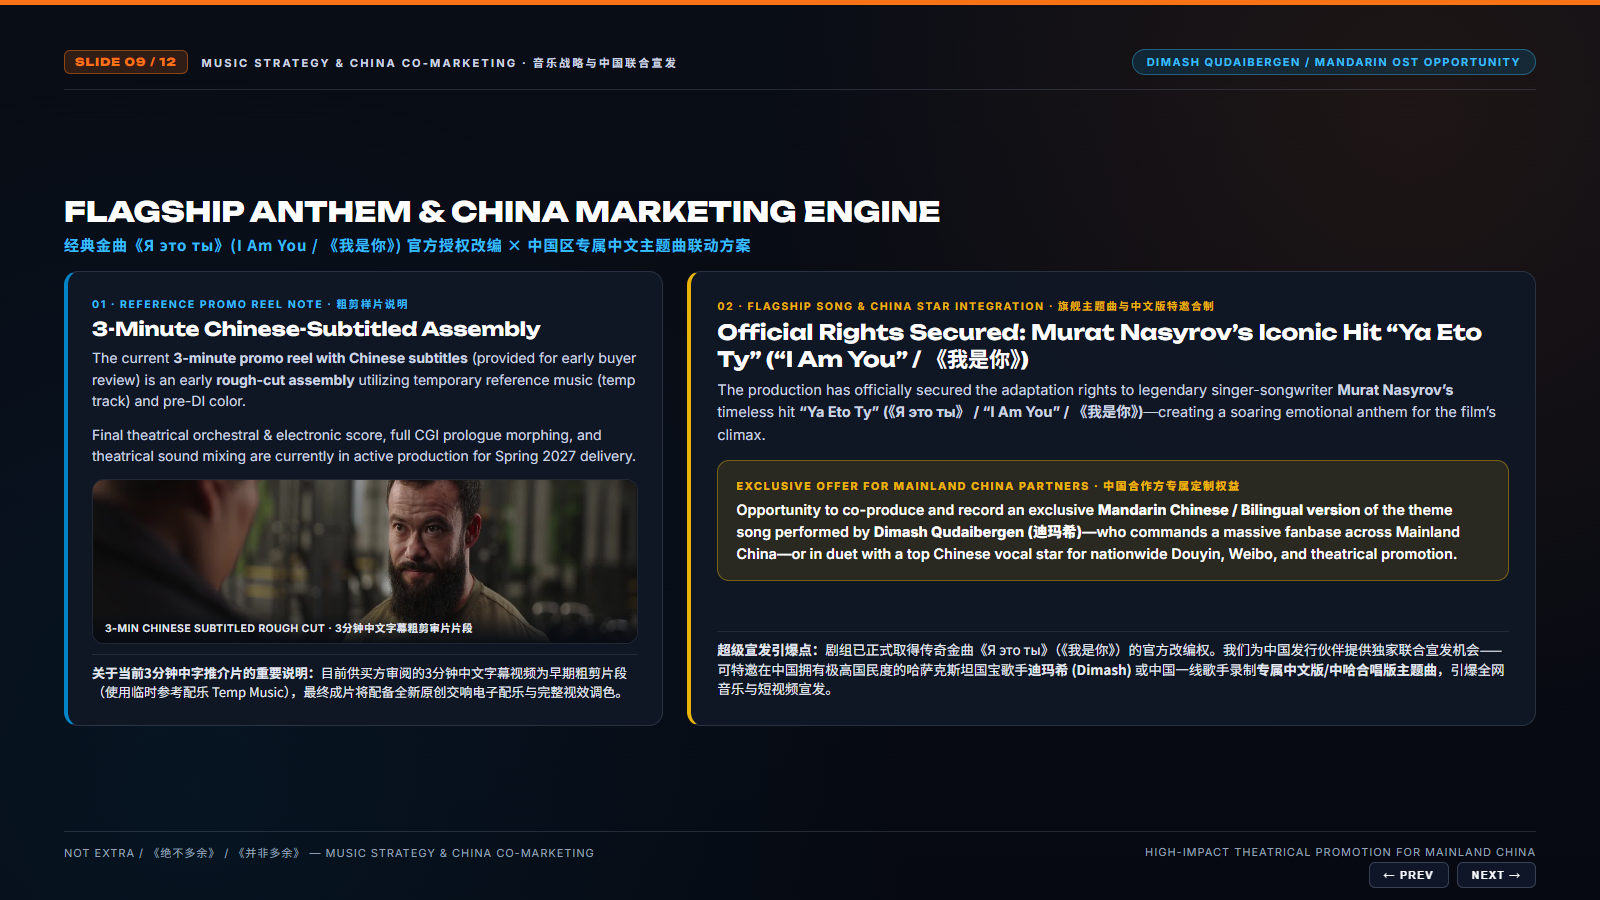 SLIDE 09 / 12
MUSIC STRATEGY & CHINA CO-MARKETING · 音乐战略与中国联合宣发
DIMASH QUDAIBERGEN / MANDARIN OST OPPORTUNITY
FLAGSHIP ANTHEM & CHINA MARKETING ENGINE
经典金曲《Я это ты》(I Am You / 《我是你》) 官方授权改编 × 中国区专属中文主题曲联动方案
01 · REFERENCE PROMO REEL NOTE · 粗剪样片说明
3-Minute Chinese-Subtitled Assembly
The current 3-minute promo reel with Chinese subtitles (provided for early buyer
review) is an early rough-cut assembly utilizing temporary reference music (temp
track) and pre-DI color.
Final theatrical orchestral & electronic score, full CGI prologue morphing, and
theatrical sound mixing are currently in active production for Spring 2027 delivery.
3-MIN CHINESE SUBTITLED ROUGH CUT · 3分钟中文字幕粗剪审片片段
关于当前3分钟中字推介片的重要说明：目前供买方审阅的3分钟中文字幕视频为早期粗剪片段
（使用临时参考配乐 Temp Music），最终成片将配备全新原创交响电子配乐与完整视效调色。
02 · FLAGSHIP SONG & CHINA STAR INTEGRATION · 旗舰主题曲与中文版特邀合制
Official Rights Secured: Murat Nasyrov’s Iconic Hit “Ya Eto
Ty” (“I Am You” / 《我是你》)
The production has officially secured the adaptation rights to legendary singer-songwriter Murat Nasyrov’s
timeless hit “Ya Eto Ty” (《Я это ты》 / “I Am You” / 《我是你》)—creating a soaring emotional anthem for the film’s
climax.
EXCLUSIVE OFFER FOR MAINLAND CHINA PARTNERS · 中国合作方专属定制权益
Opportunity to co-produce and record an exclusive Mandarin Chinese / Bilingual version of the theme
song performed by Dimash Qudaibergen (迪玛希)—who commands a massive fanbase across Mainland
China—or in duet with a top Chinese vocal star for nationwide Douyin, Weibo, and theatrical promotion.
超级宣发引爆点：剧组已正式取得传奇金曲《Я это ты》（《我是你》）的官方改编权。我们为中国发行伙伴提供独家联合宣发机会——
可特邀在中国拥有极高国民度的哈萨克斯坦国宝歌手迪玛希 (Dimash) 或中国一线歌手录制专属中文版/中哈合唱版主题曲，引爆全网
音乐与短视频宣发。
NOT EXTRA / 《绝不多余》 / 《并非多余》 — MUSIC STRATEGY & CHINA CO-MARKETING
HIGH-IMPACT THEATRICAL PROMOTION FOR MAINLAND CHINA
← PREV
NEXT →